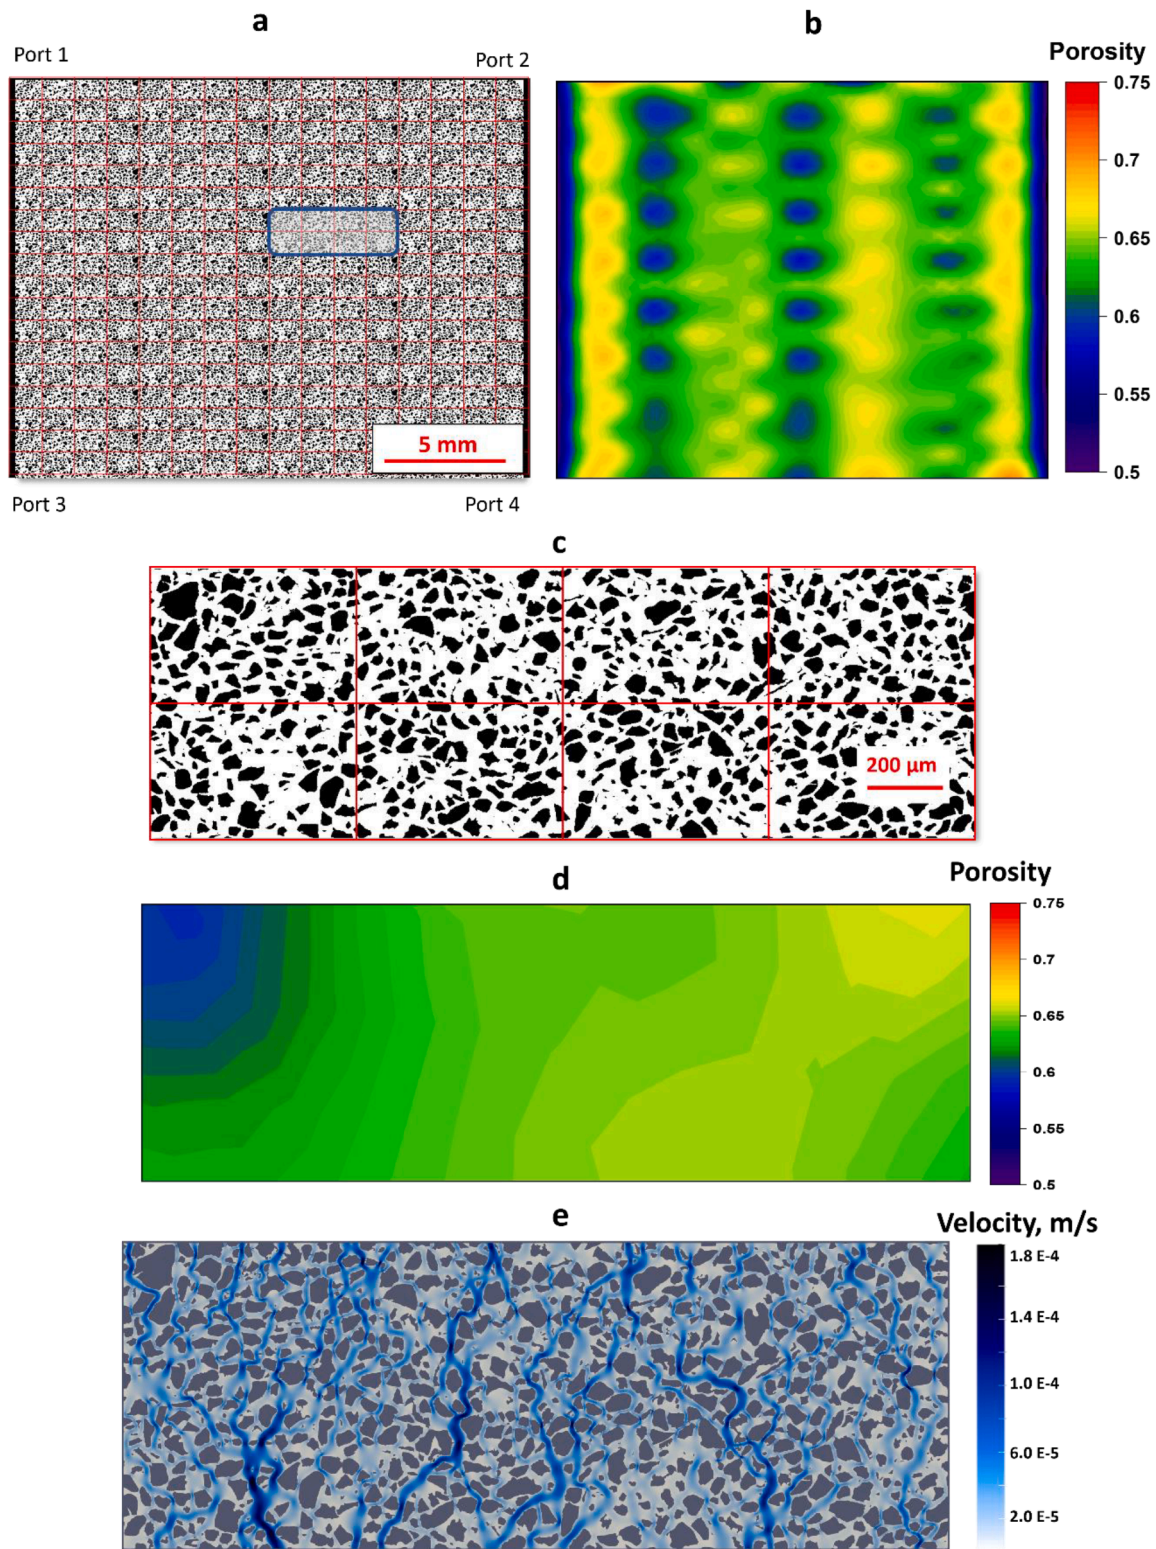 a
b
Port 1
Port 2
Porosity
0.75
0.7
0.65
0.6
0.55
0.5
5 mm
Port 3
Port 4
c
200 µm
d
Porosity
0.75
0.7
0.65
0.6
0.55
0.5
e
Velocity, m/s
1.8 E-4
1.4 E-4
1.0 E-4
6.0 E-5
2.0 E-5